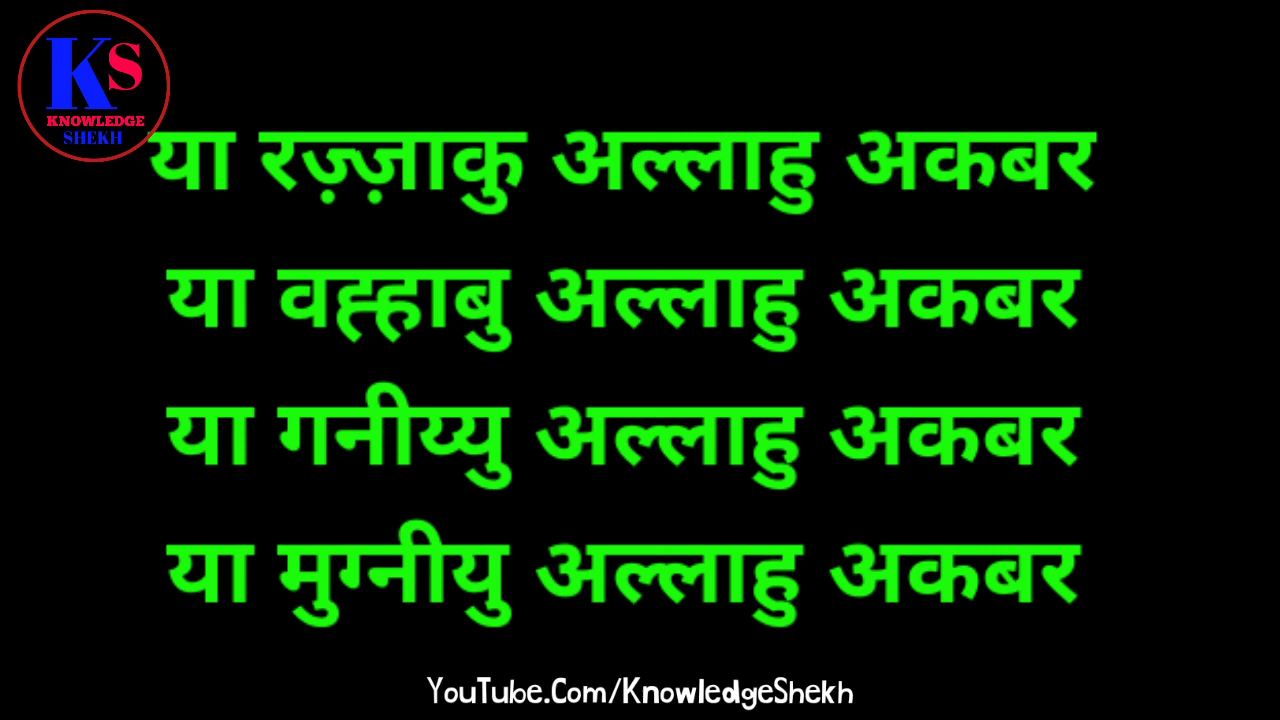 KS
KNOWLEDGE
SHEKH
या रज़्ज़ाकु अल्लाहु अकबर
या वह्हाबु अल्लाहु अकबर
या गनीय्यु अल्लाहु अकबर
या मुग्नीयु अल्लाहु अकबर
YouTube.Com/KnowledgeShekh